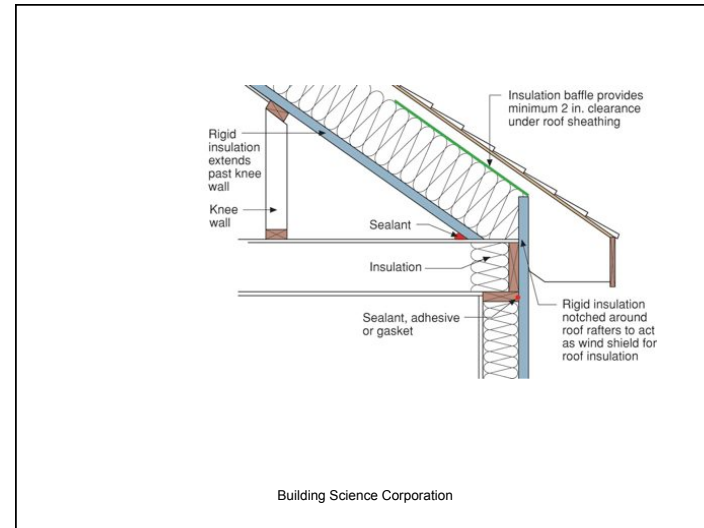 Insulation baffle provides
minimum 2 in. clearance
under roof sheathing
Rigid
insulation
extends
past knee
wall
Knee
wall
Sealant
Insulation
Sealant, adhesive
or gasket
Rigid insulation
notched around
roof rafters to act
as wind shield for
roof insulation
Building Science Corporation